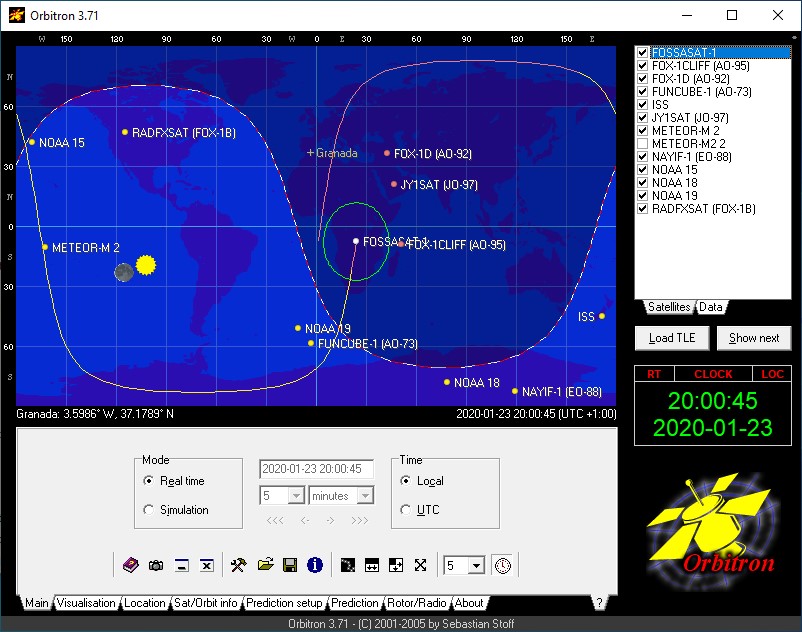 Orbitron 3.71
W 150 120 90 60 30 W 0 E 30 60 90 120 150 E
N
60
30
N
0
S
30
60
S
NOAA 15
RADFXSAT (FOX-1B)
Granada
FOX-1D (AO-92)
JY1SAT (JO-97)
FOSSASAT-1
FOX-1CLIFF (AO-95)
METEOR-M 2
ISS
NOAA 19
FUNCUBE-1 (AO-73)
NOAA 18
NAYIF-1 (EO-88)
Granada: 3.5986° W, 37.1789° N
2020-01-23 20:00:45 (UTC +1:00)
FOSSASAT-1
FOX-1CLIFF (AO-95)
FOX-1D (AO-92)
FUNCUBE-1 (AO-73)
ISS
JY1SAT (JO-97)
METEOR-M 2
METEOR-M2 2
NAYIF-1 (EO-88)
NOAA 15
NOAA 18
NOAA 19
RADFXSAT (FOX-1B)
Satellites Data
Load TLE Show next
RT CLOCK LOC
20:00:45
2020-01-23
Mode
Real time
Simulation
2020-01-23 20:00:45
5 minutes
<<< <- -> >>>
Time
Local
UTC
5
Orbitron
Main Visualisation Location Sat/Orbit info Prediction setup Prediction Rotor/Radio About ?
Orbitron 3.71 - (C) 2001-2005 by Sebastian Stoff